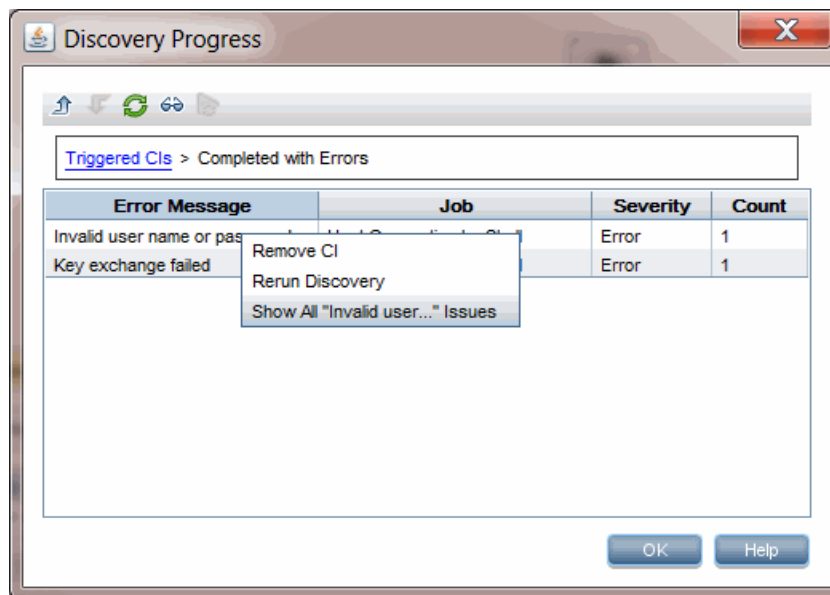 Discovery Progress
Triggered CIs > Completed with Errors
Error Message Job Severity Count
Invalid user name or Error 1
Key exchange failed Error 1
Remove CI
Rerun Discovery
Show All "Invalid user..." Issues
OK Help